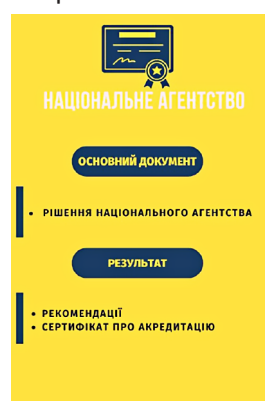 НАЦІОНАЛЬНЕ АГЕНТСТВО
ОСНОВНИЙ ДОКУМЕНТ
• РІШЕННЯ НАЦІОНАЛЬНОГО АГЕНТСТВА
РЕЗУЛЬТАТ
• РЕКОМЕНДАЦІЇ
• СЕРТИФІКАТ ПРО АКРЕДИТАЦІЮ